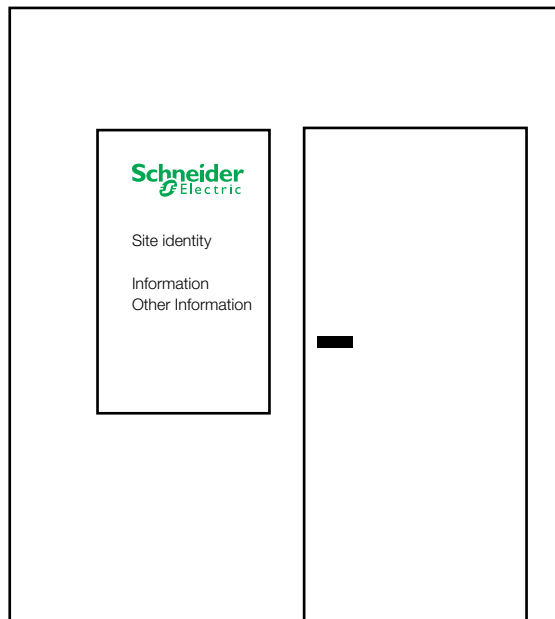 Schneider
Electric
Site identity
Information
Other Information